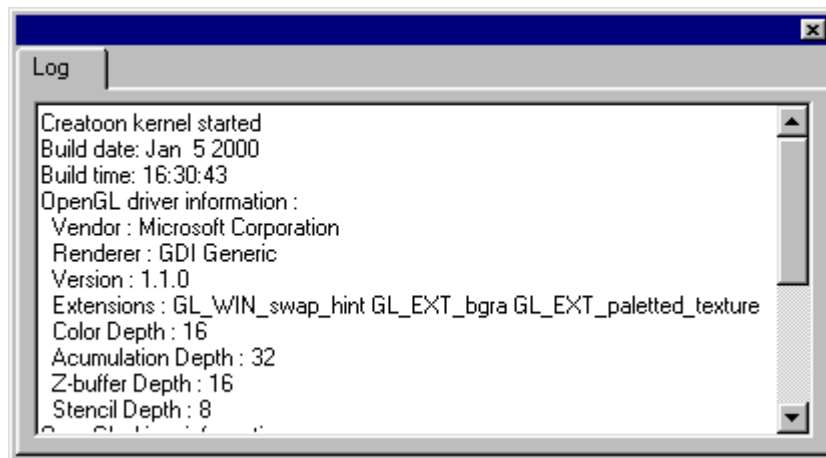 Log
Creatoon kernel started
Build date: Jan  5 2000
Build time: 16:30:43
OpenGL driver information :
Vendor : Microsoft Corporation
Renderer : GDI Generic
Version : 1.1.0
Extensions : GL_WIN_swap_hint GL_EXT_bgra GL_EXT_paletted_texture
Color Depth : 16
Acumulation Depth : 32
Z-buffer Depth : 16
Stencil Depth : 8